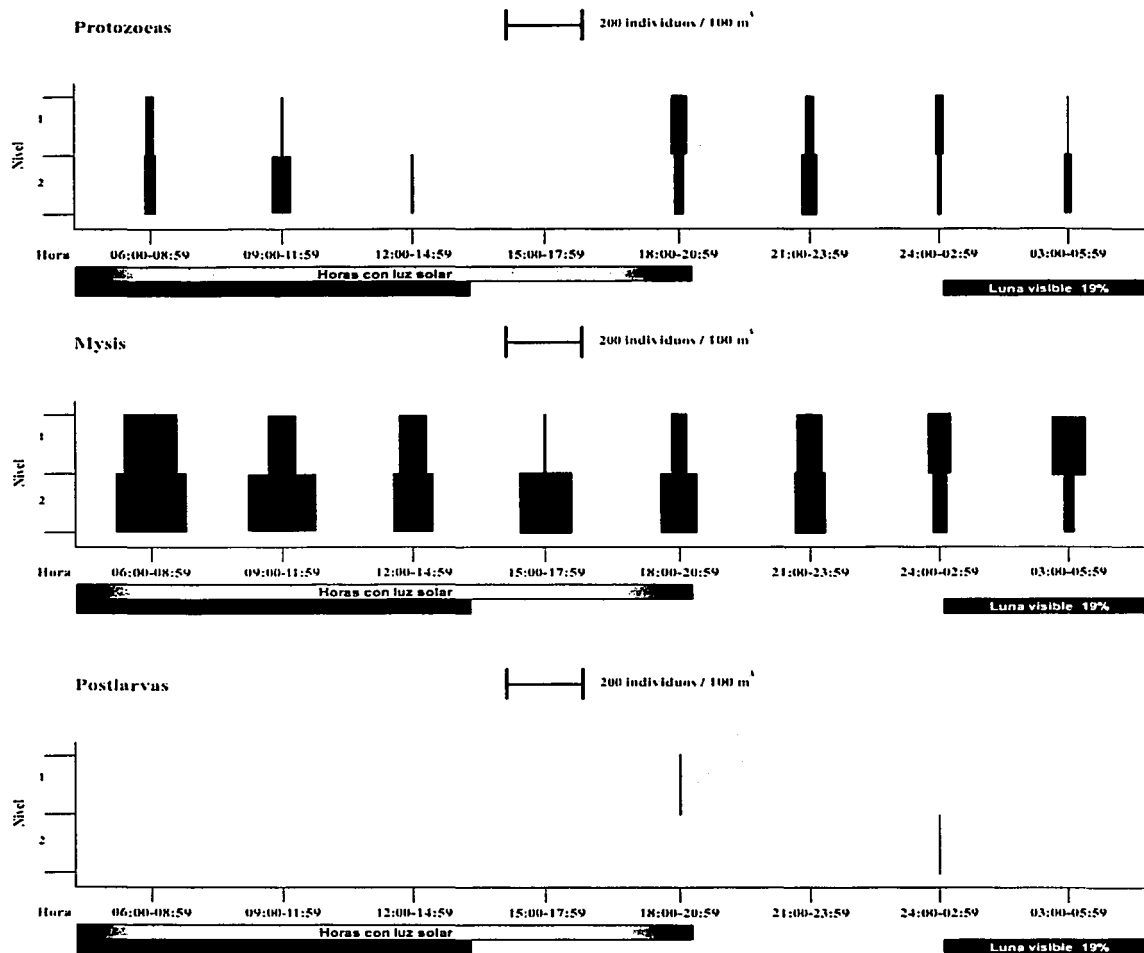 Protozoeas
200 individuos / 100 m³
Nivel
1
2
Hora 06:00-08:59 09:00-11:59 12:00-14:59 15:00-17:59 18:00-20:59 21:00-23:59 24:00-02:59 03:00-05:59
Horas con luz solar
Luna visible 19%
Mysis
200 individuos / 100 m³
Nivel
1
2
Hora 06:00-08:59 09:00-11:59 12:00-14:59 15:00-17:59 18:00-20:59 21:00-23:59 24:00-02:59 03:00-05:59
Horas con luz solar
Luna visible 19%
Postlarvas
200 individuos / 100 m³
Nivel
1
2
Hora 06:00-08:59 09:00-11:59 12:00-14:59 15:00-17:59 18:00-20:59 21:00-23:59 24:00-02:59 03:00-05:59
Horas con luz solar
Luna visible 19%